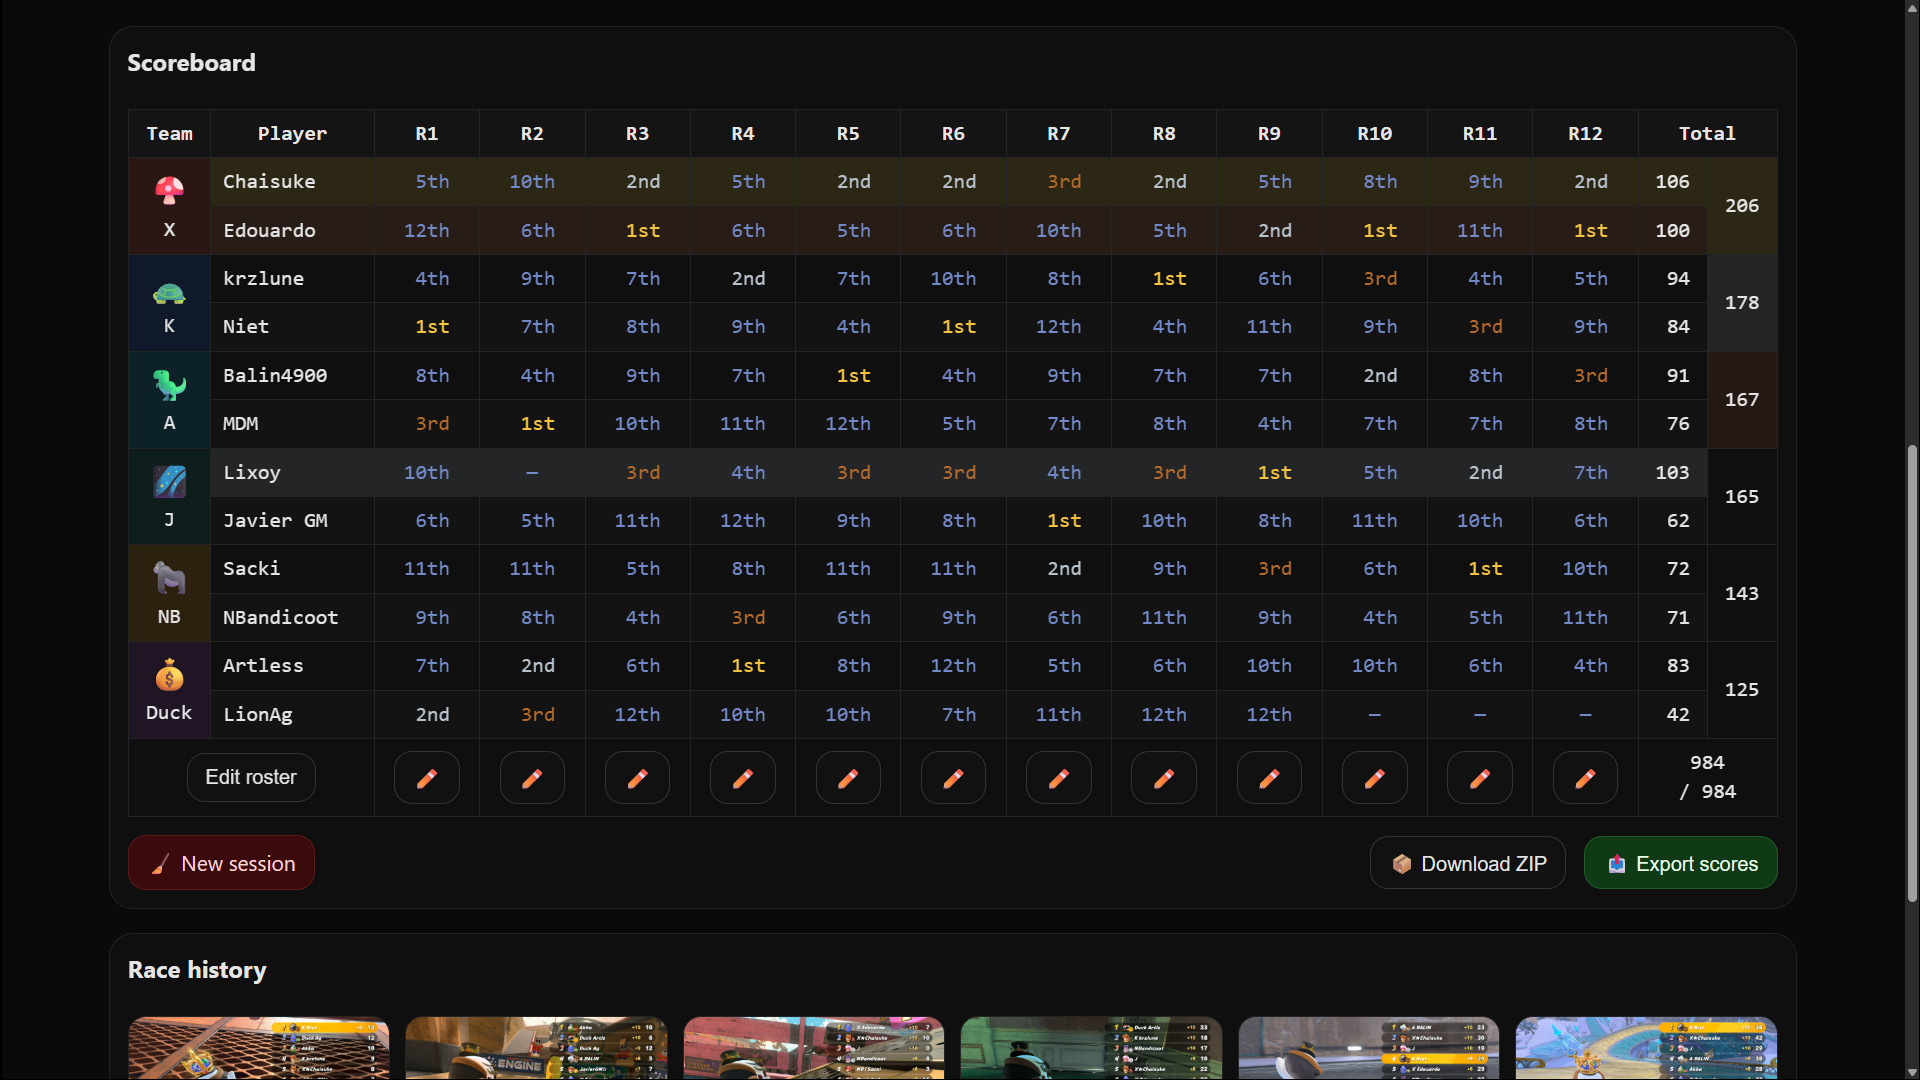 Scoreboard
Team Player R1 R2 R3 R4 R5 R6 R7 R8 R9 R10 R11 R12 Total
X
Chaisuke 5th 10th 2nd 5th 2nd 2nd 3rd 2nd 5th 8th 9th 2nd 106
206
Edouardo 12th 6th 1st 6th 5th 6th 10th 5th 2nd 1st 11th 1st 100
K
krzlune 4th 9th 7th 2nd 7th 10th 8th 1st 6th 3rd 4th 5th 94
178
Niet 1st 7th 8th 9th 4th 1st 12th 4th 11th 9th 3rd 9th 84
A
Balin4900 8th 4th 9th 7th 1st 4th 9th 7th 7th 2nd 8th 3rd 91
167
MDM 3rd 1st 10th 11th 12th 5th 7th 8th 4th 7th 7th 8th 76
J
Lixoy 10th — 3rd 4th 3rd 3rd 4th 3rd 1st 5th 2nd 7th 103
165
Javier GM 6th 5th 11th 12th 9th 8th 1st 10th 8th 11th 10th 6th 62
NB
Sacki 11th 11th 5th 8th 11th 11th 2nd 9th 3rd 6th 1st 10th 72
143
NBandicoot 9th 8th 4th 3rd 6th 9th 6th 11th 9th 4th 5th 11th 71
Duck
Artless 7th 2nd 6th 1st 8th 12th 5th 6th 10th 10th 6th 4th 83
125
LionAg 2nd 3rd 12th 10th 10th 7th 11th 12th 12th — — — 42
Edit roster
984
/ 984
New session
Download ZIP
Export scores
Race history
ENGINE